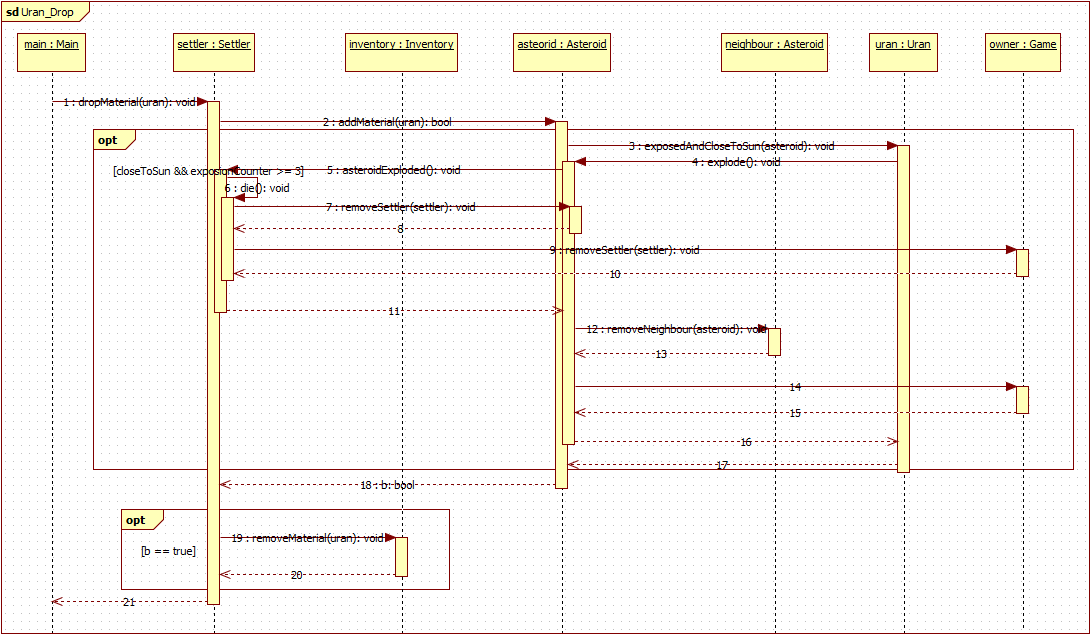 sd Uran_Drop
main : Main
settler : Settler
inventory : Inventory
asteorid : Asteroid
neighbour : Asteroid
uran : Uran
owner : Game
1 : dropMaterial(uran): void
2 : addMaterial(uran): bool
opt
3 : exposedAndCloseToSun(asteroid): void
4 : explode(): void
[closeToSun && exposionCounter >= 3]
5 : asteroidExploded(): void
6 : die(): void
7 : removeSettler(settler): void
8
9 : removeSettler(settler): void
10
11
12 : removeNeighbour(asteroid): void
13
14
15
16
17
18 : b: bool
opt
19 : removeMaterial(uran): void
[b == true]
20
21